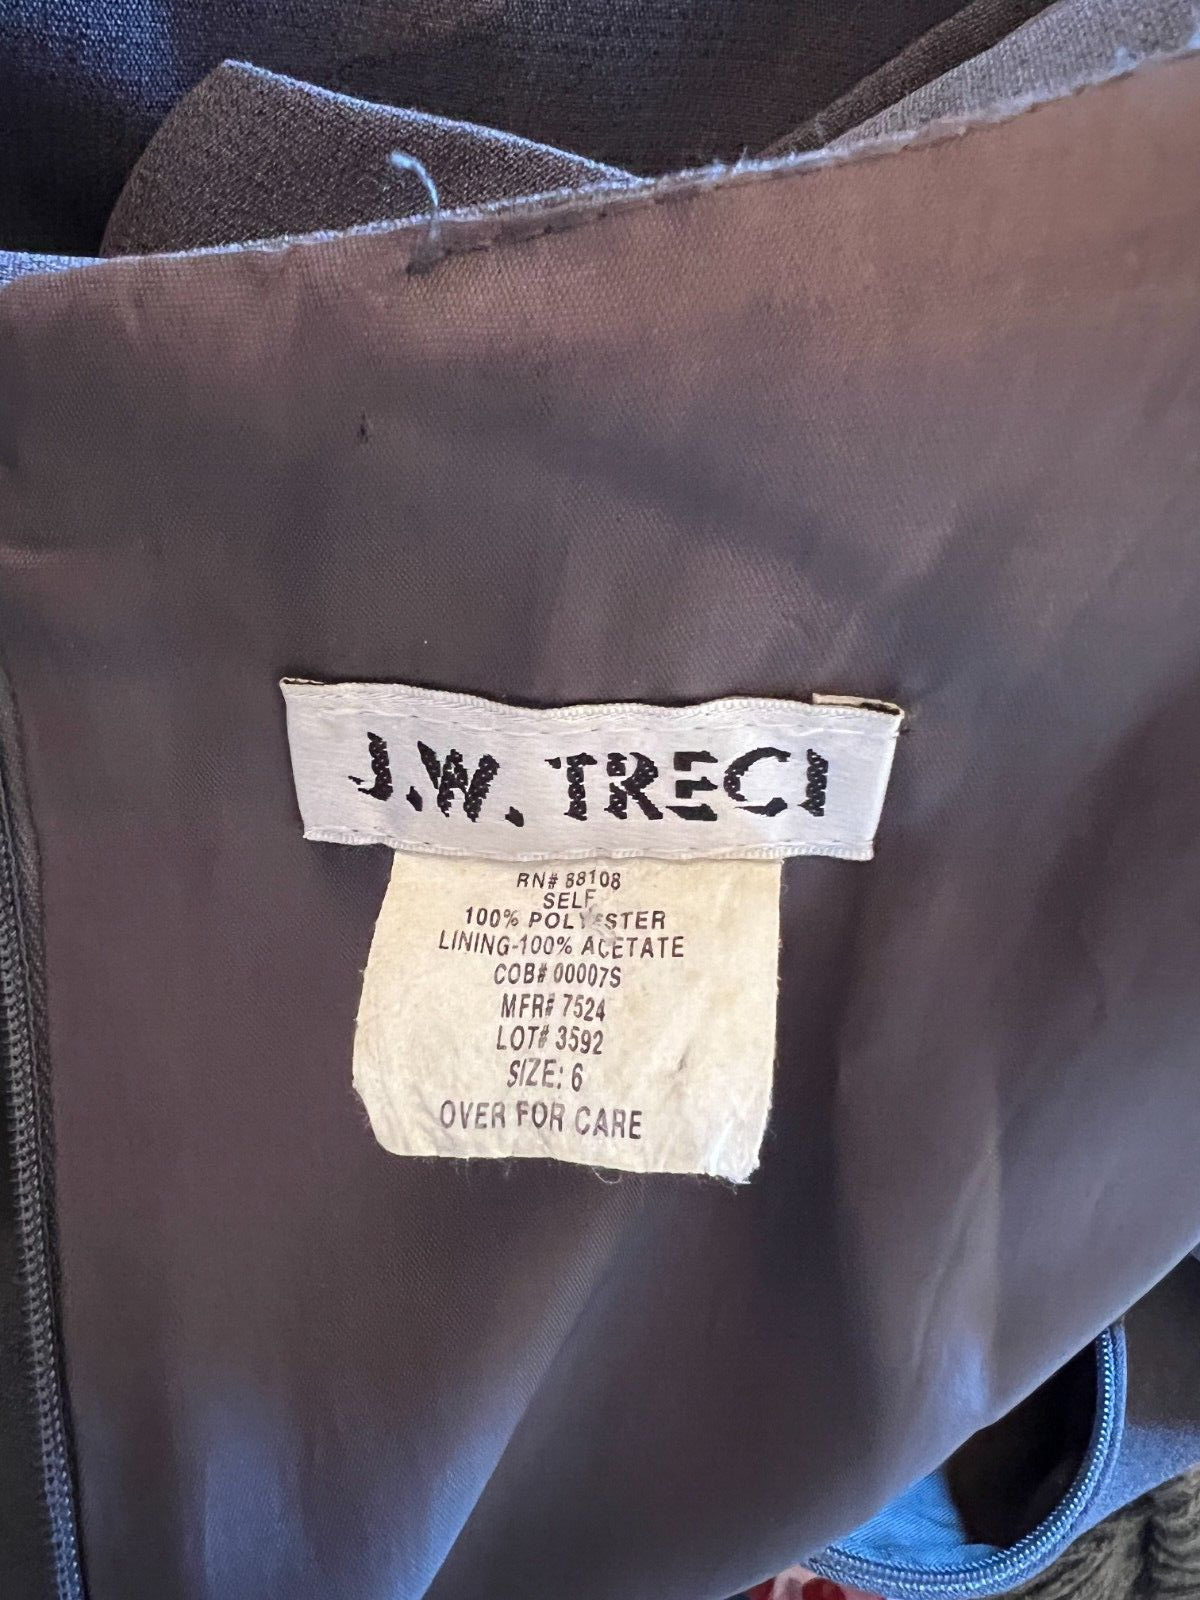 J.W. TRECI
RN# 88108
SELF
100% POLYESTER
LINING-100% ACETATE
COB# 00007S
MFR# 7524
LOT# 3592
SIZE: 6
OVER FOR CARE